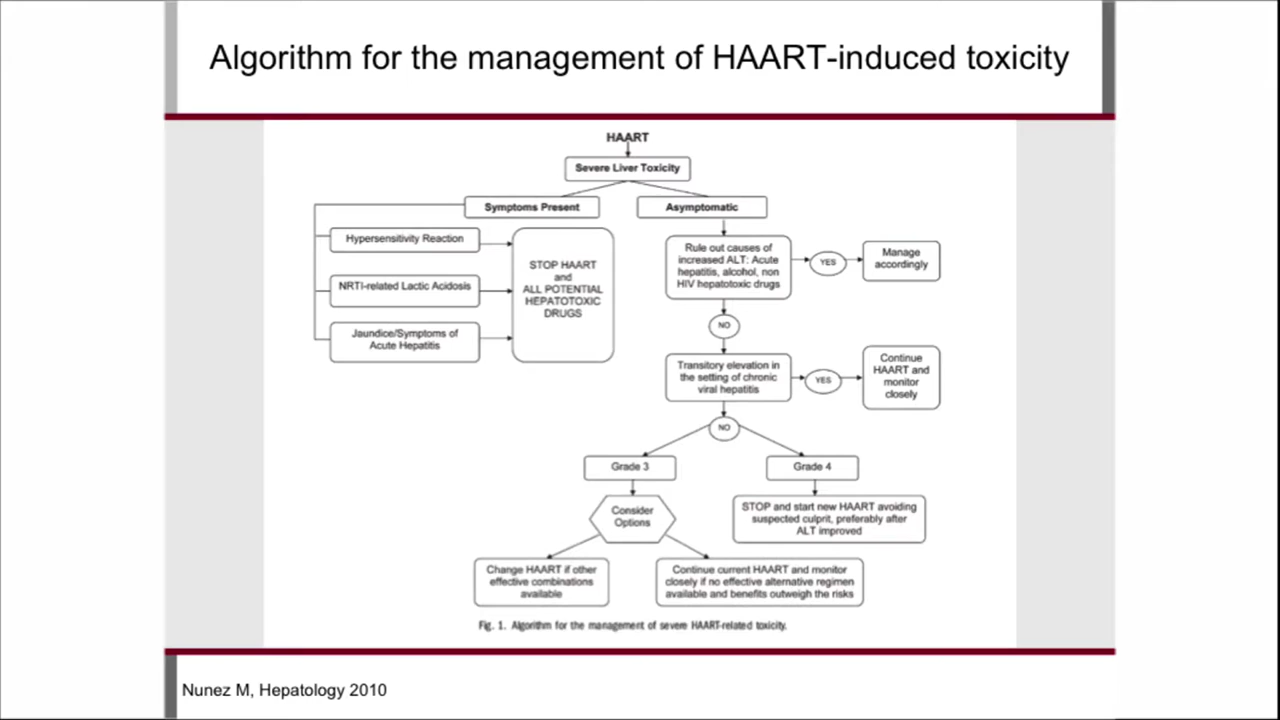 Algorithm for the management of HAART-induced toxicity
HAART
Severe Liver Toxicity
Symptoms Present
Asymptomatic
Hypersensitivity Reaction
NRTI-related Lactic Acidosis
Jaundice/Symptoms of
Acute Hepatitis
STOP HAART
and
ALL POTENTIAL
HEPATOTOXIC
DRUGS
Rule out causes of
increased ALT: Acute
hepatitis, alcohol, non
HIV hepatotoxic drugs
YES
Manage
accordingly
NO
Transitory elevation in
the setting of chronic
viral hepatitis
YES
Continue
HAART and
monitor
closely
NO
Grade 3
Grade 4
Consider
Options
STOP and start new HAART avoiding
suspected culprit, preferably after
ALT improved
Change HAART if other
effective combinations
available
Continue current HAART and monitor
closely if no effective alternative regimen
available and benefits outweigh the risks
Fig. 1. Algorithm for the management of severe HAART-related toxicity.
Nunez M, Hepatology 2010